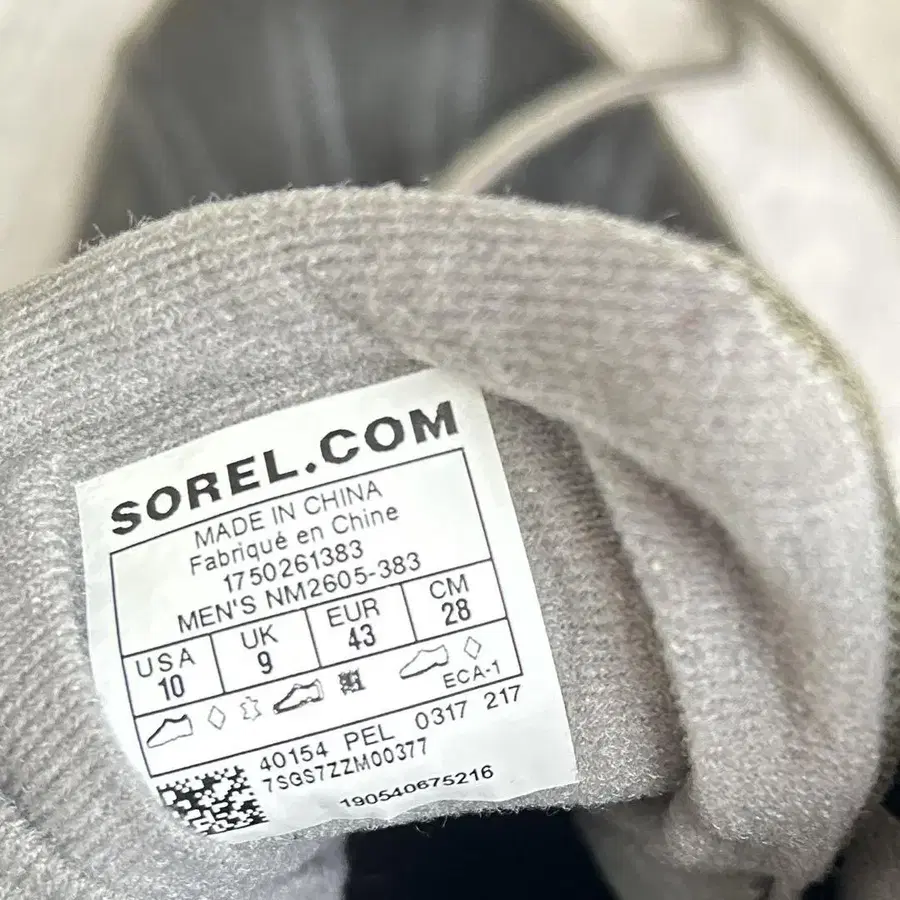 SOREL.COM
MADE IN CHINA
Fabriqué en Chine
1750261383
MEN'S NM2605-383
USA UK EUR CM
10 9 43 28
ECA-1
40154 PEL 0317 217
7SGS7ZZM00377
190540675216